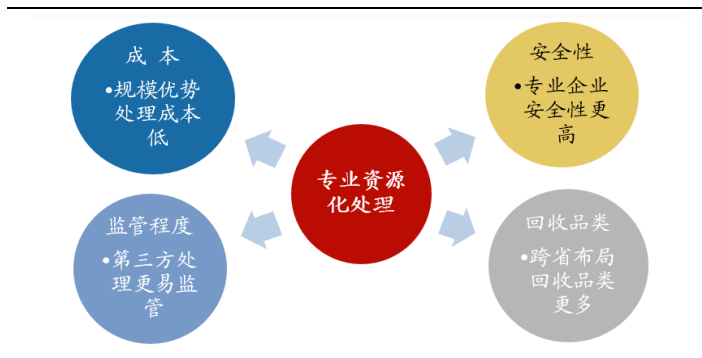 成 本
•规模优势
处理成本
低
安全性
•专业企业
安全性更
高
专业资源
化处理
监管程度
•第三方处
理更易监
管
回收品类
•跨省布局
回收品类
更多